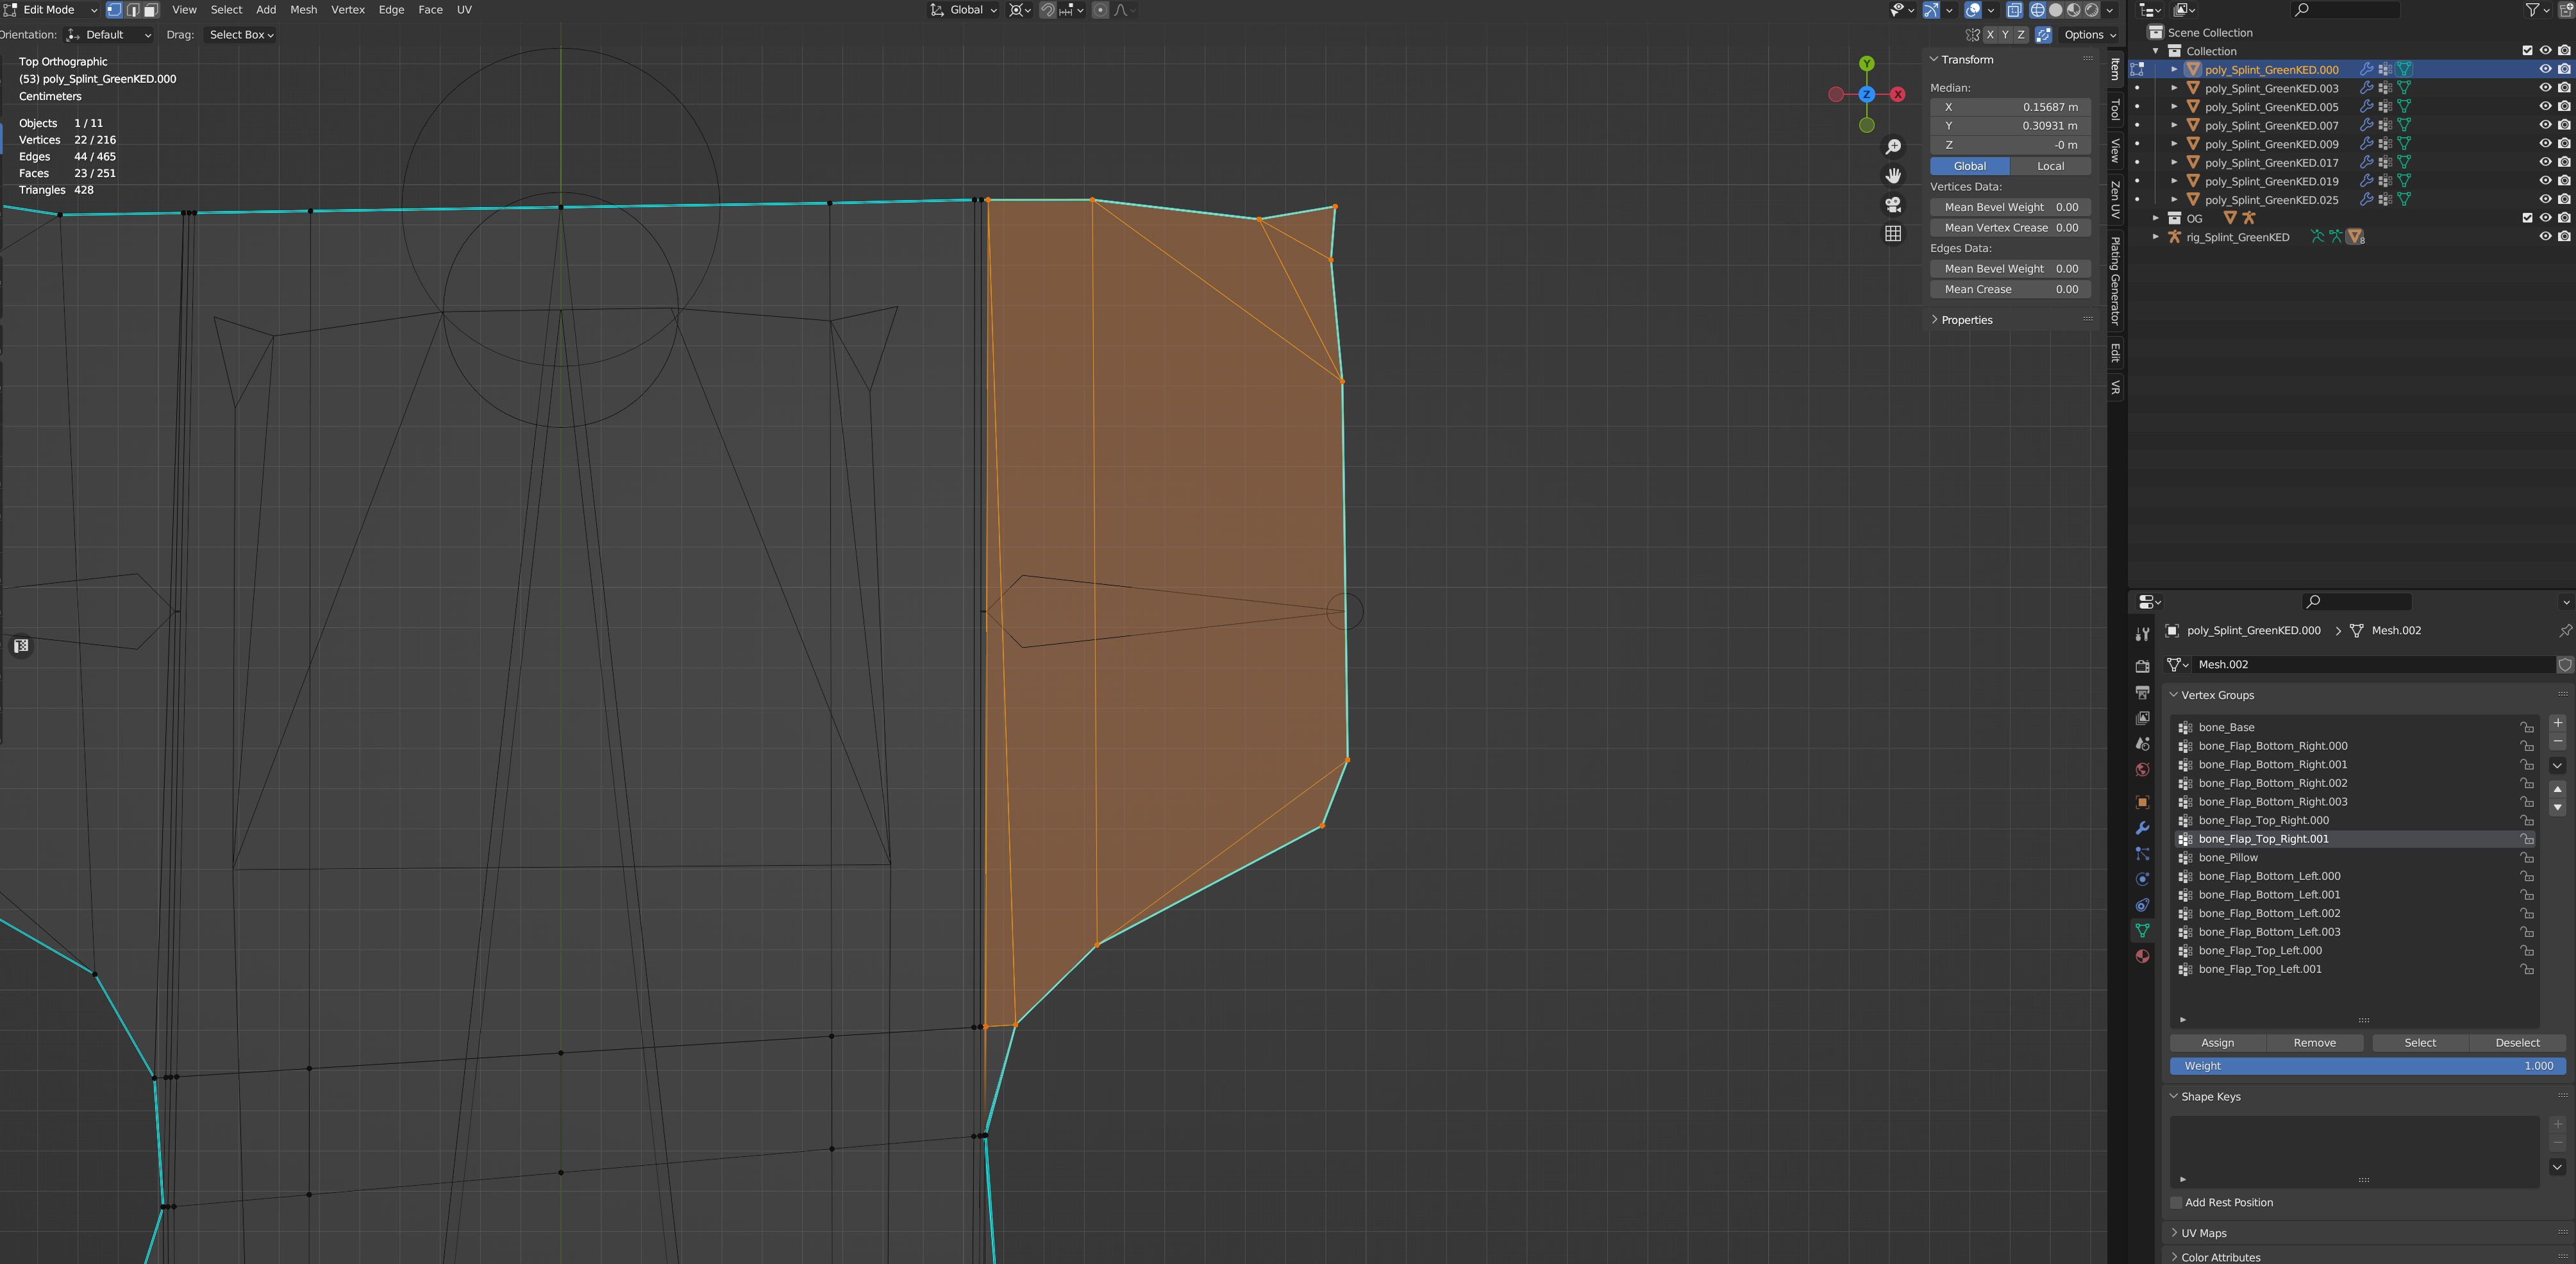 Edit Mode View Select Add Mesh Vertex Edge Face UV Global
Orientation: Default Drag: Select Box X Y Z Options
Top Orthographic
(53) poly_Splint_GreenKED.000
Centimeters
Objects 1 / 11
Vertices 22 / 216
Edges 44 / 465
Faces 23 / 251
Triangles 428
Y
Z X
Transform
Median:
X 0.15687 m
Y 0.30931 m
Z -0 m
Global Local
Vertices Data:
Mean Bevel Weight 0.00
Mean Vertex Crease 0.00
Edges Data:
Mean Bevel Weight 0.00
Mean Crease 0.00
Properties
Item
Tool
View
Zen UV
Plating Generator
Edit
VR
Scene Collection
Collection
poly_Splint_GreenKED.000
poly_Splint_GreenKED.003
poly_Splint_GreenKED.005
poly_Splint_GreenKED.007
poly_Splint_GreenKED.009
poly_Splint_GreenKED.017
poly_Splint_GreenKED.019
poly_Splint_GreenKED.025
OG
rig_Splint_GreenKED 8
poly_Splint_GreenKED.000 Mesh.002
Mesh.002
Vertex Groups
bone_Base
bone_Flap_Bottom_Right.000
bone_Flap_Bottom_Right.001
bone_Flap_Bottom_Right.002
bone_Flap_Bottom_Right.003
bone_Flap_Top_Right.000
bone_Flap_Top_Right.001
bone_Pillow
bone_Flap_Bottom_Left.000
bone_Flap_Bottom_Left.001
bone_Flap_Bottom_Left.002
bone_Flap_Bottom_Left.003
bone_Flap_Top_Left.000
bone_Flap_Top_Left.001
Assign Remove Select Deselect
Weight 1.000
Shape Keys
Add Rest Position
UV Maps
Color Attributes